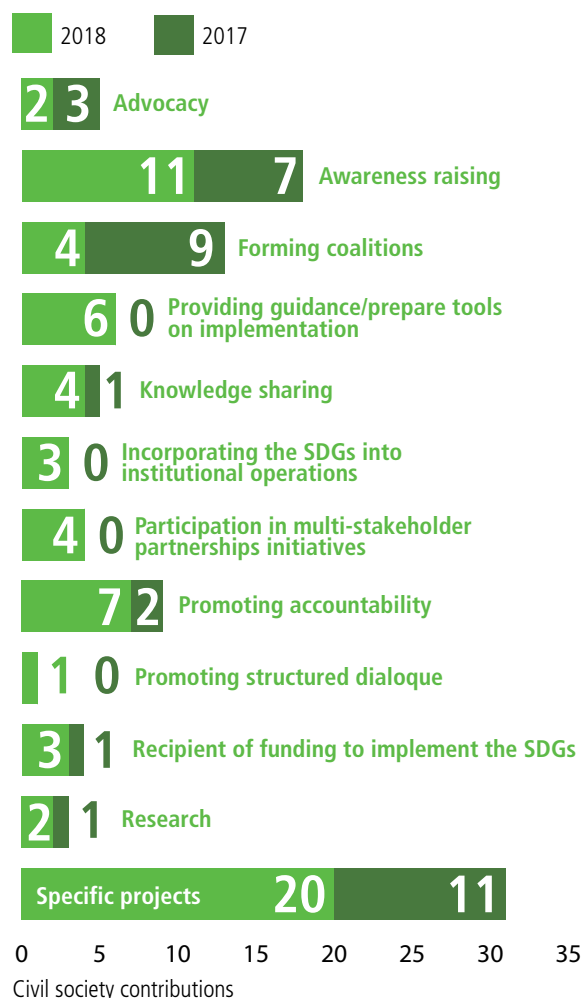 2018 2017
2 3 Advocacy
11 7 Awareness raising
4 9 Forming coalitions
6 0 Providing guidance/prepare tools
on implementation
4 1 Knowledge sharing
3 0 Incorporating the SDGs into
institutional operations
4 0 Participation in multi-stakeholder
partnerships initiatives
7 2 Promoting accountability
1 0 Promoting structured dialoque
3 1 Recipient of funding to implement the SDGs
2 1 Research
Specific projects 20 11
0 5 10 15 20 25 30 35
Civil society contributions